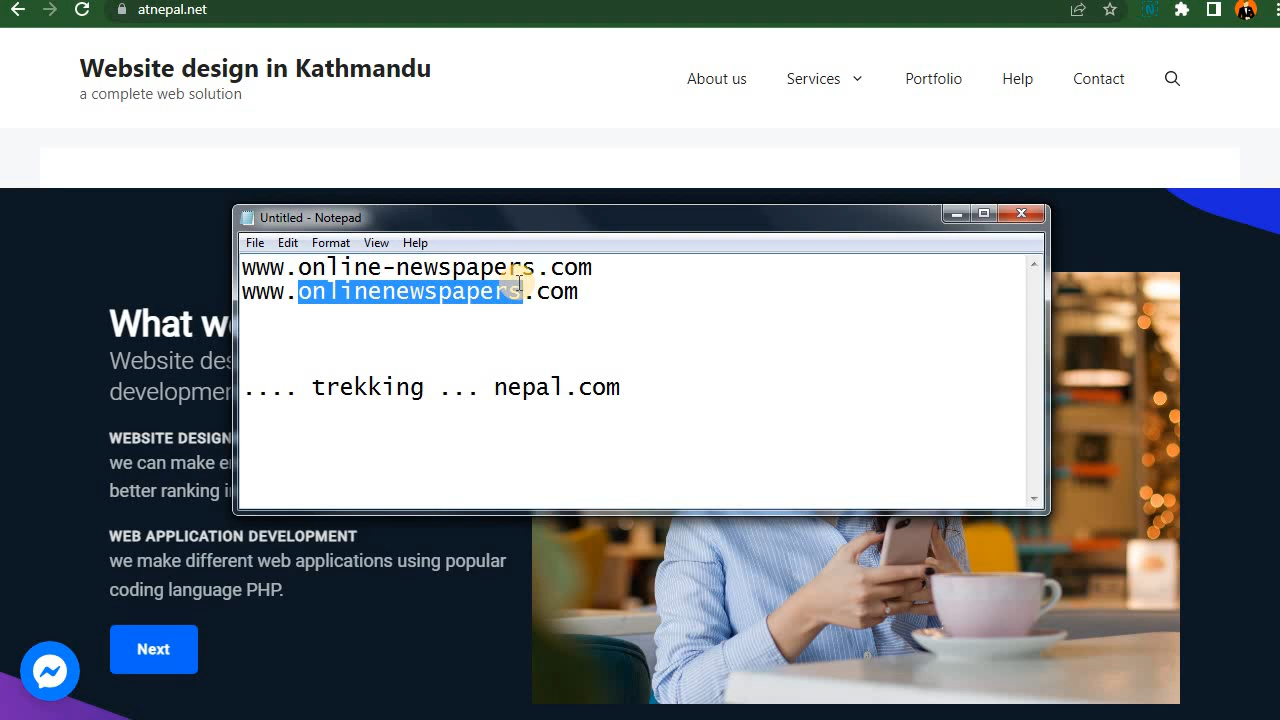 atnepal.net
Website design in Kathmandu
a complete web solution
About us
Services
Portfolio
Help
Contact
Untitled - Notepad
File Edit Format View Help
www.online-newspapers.com
www.onlinenewspapers.com
.... trekking ... nepal.com
What w
Website des
developmen
WEBSITE DESIGN
we can make e
better ranking i
WEB APPLICATION DEVELOPMENT
we make different web applications using popular
coding language PHP.
Next